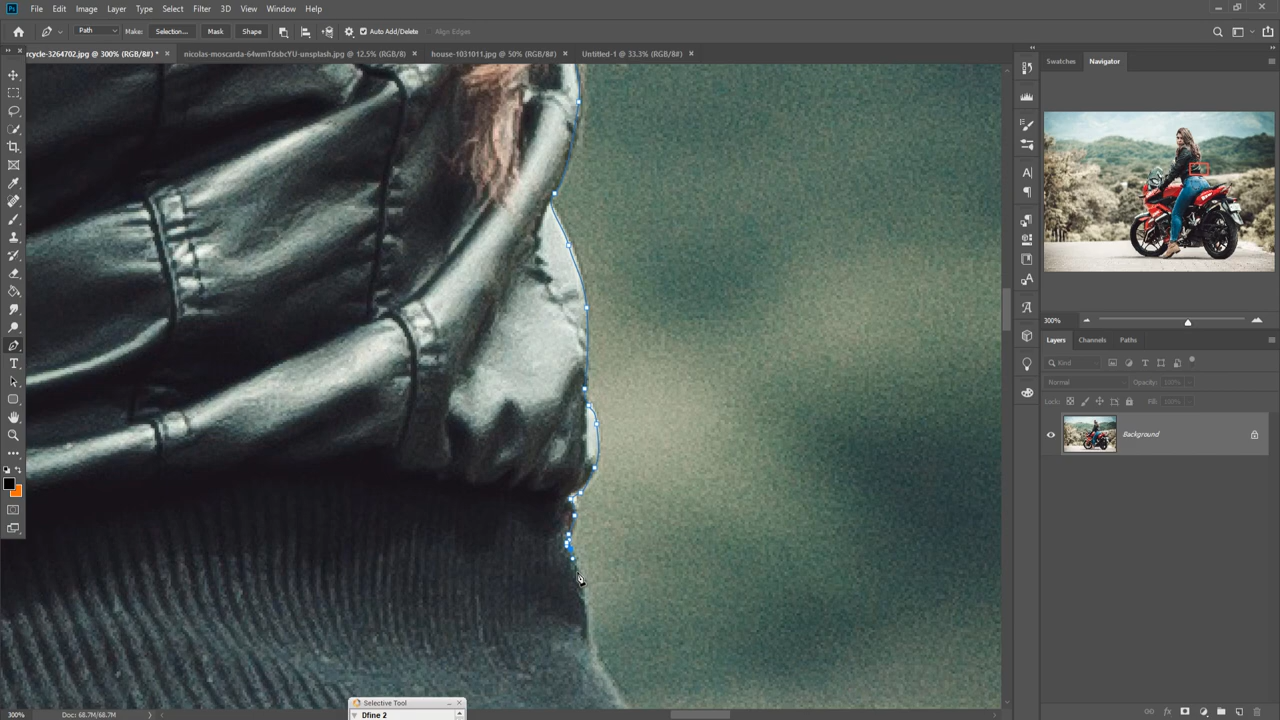 Ps File Edit Image Layer Type Select Filter 3D View Window Help
Path Make: Selection... Mask Shape Auto Add/Delete Align Edges
rcycle-3264702.jpg @ 300% (RGB/8#) * × nicolas-moscarda-64wmTdsbcYU-unsplash.jpg @ 12.5% (RGB/8) × house-1031011.jpg @ 50% (RGB/8#) × Untitled-1 @ 33.3% (RGB/8) ×
Swatches Navigator
300%
Layers Channels Paths
Kind
Normal Opacity: 100%
Lock: Fill: 100%
Background
Selective Tool
Dfine 2
300% Doc: 68.7M/68.7M